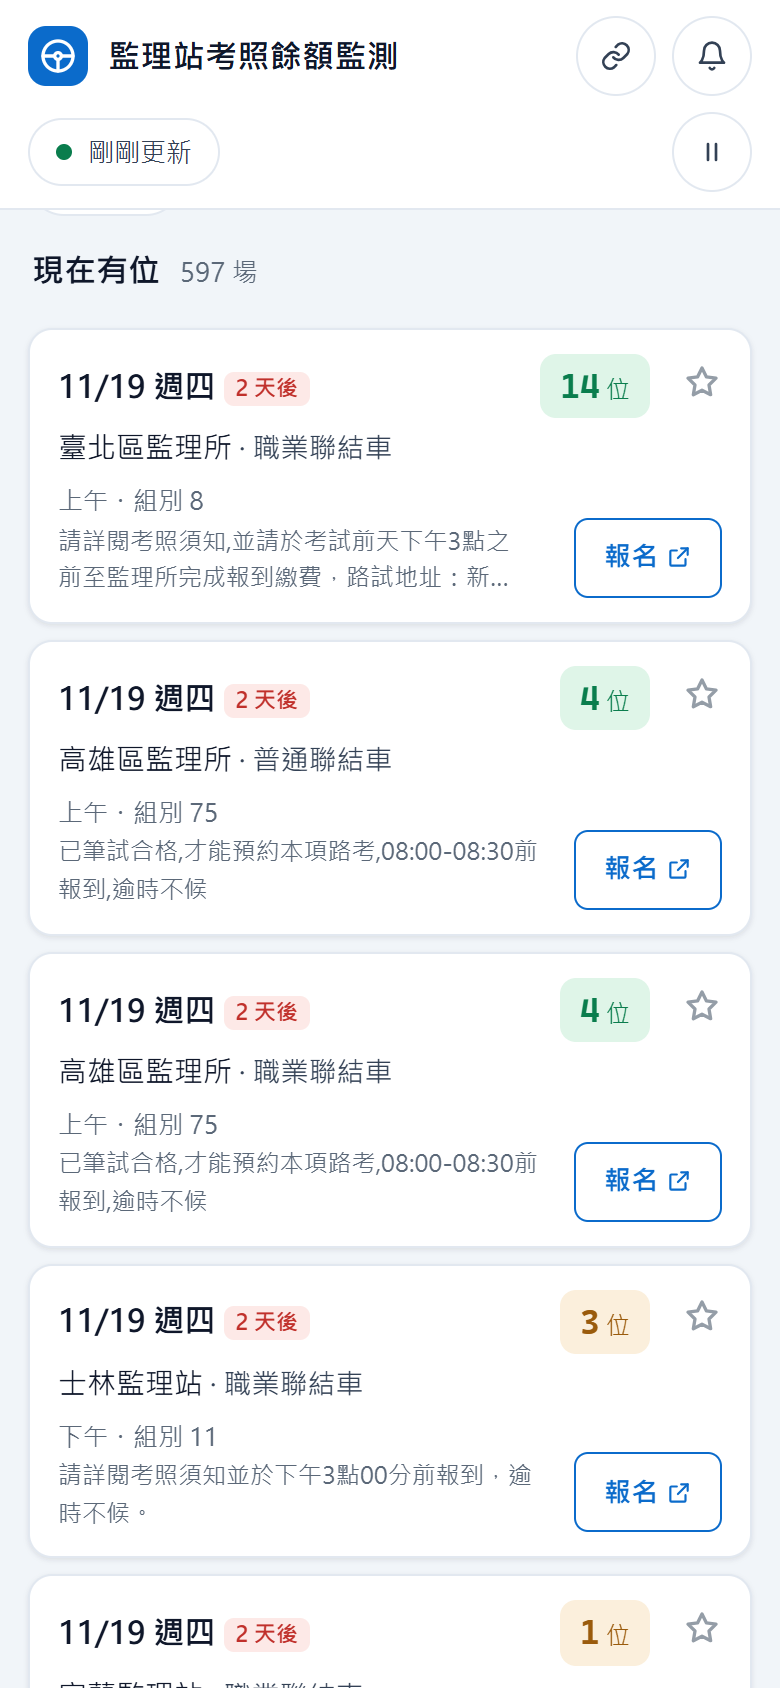 監理站考照餘額監測
剛剛更新
現在有位 597 場
11/19 週四 2 天後 14 位
臺北區監理所 · 職業聯結車
上午 · 組別 8
請詳閱考照須知,並請於考試前天下午3點之
前至監理所完成報到繳費，路試地址：新...
報名
11/19 週四 2 天後 4 位
高雄區監理所 · 普通聯結車
上午 · 組別 75
已筆試合格,才能預約本項路考,08:00-08:30前
報到,逾時不候
報名
11/19 週四 2 天後 4 位
高雄區監理所 · 職業聯結車
上午 · 組別 75
已筆試合格,才能預約本項路考,08:00-08:30前
報到,逾時不候
報名
11/19 週四 2 天後 3 位
士林監理站 · 職業聯結車
下午 · 組別 11
請詳閱考照須知並於下午3點00分前報到，逾
時不候。
報名
11/19 週四 2 天後 1 位